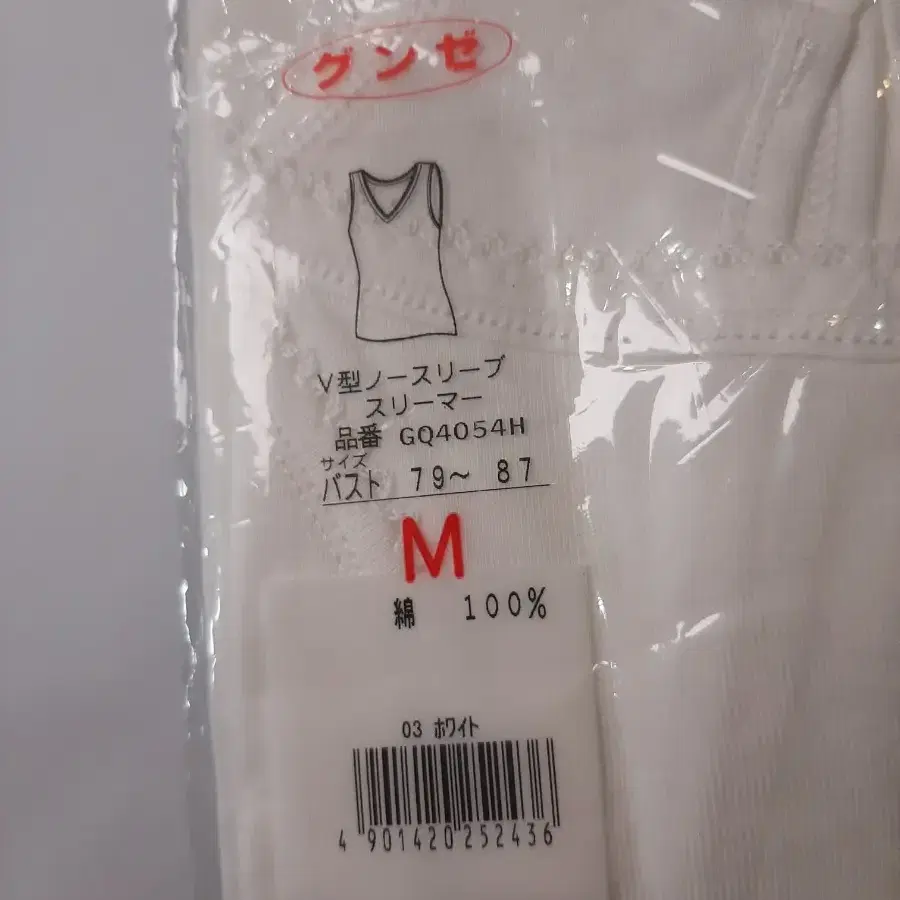 グンゼ
V型ノースリーブ
スリーマー
品番 GQ4054H
サイズ
バスト 79～ 87
M
綿 100%
03 ホワイト
4 901420 252436